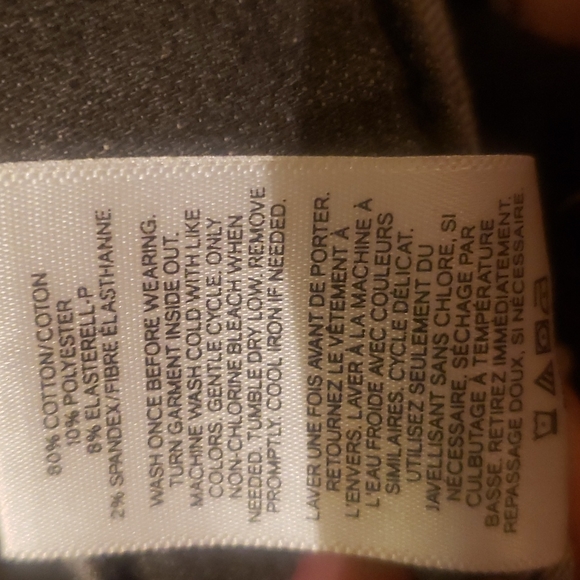 80% COTTON/COTON
10% POLYESTER
8% ELASTERELL-P
2% SPANDEX/FIBRE ÉLASTHANNE
WASH ONCE BEFORE WEARING.
TURN GARMENT INSIDE OUT.
MACHINE WASH COLD WITH LIKE
COLORS. GENTLE CYCLE. ONLY
NON-CHLORINE BLEACH WHEN
NEEDED. TUMBLE DRY LOW. REMOVE
PROMPTLY. COOL IRON IF NEEDED.
LAVER UNE FOIS AVANT DE PORTER.
RETOURNEZ LE VÊTEMENT À
L'ENVERS. LAVER À LA MACHINE À
L'EAU FROIDE AVEC COULEURS
SIMILAIRES. CYCLE DÉLICAT.
UTILISEZ SEULEMENT DU
JAVELLISANT SANS CHLORE, SI
NÉCESSAIRE. SÉCHAGE PAR
CULBUTAGE À TEMPÉRATURE
BASSE. RETIREZ IMMÉDIATEMENT.
REPASSAGE DOUX, SI NÉCESSAIRE.